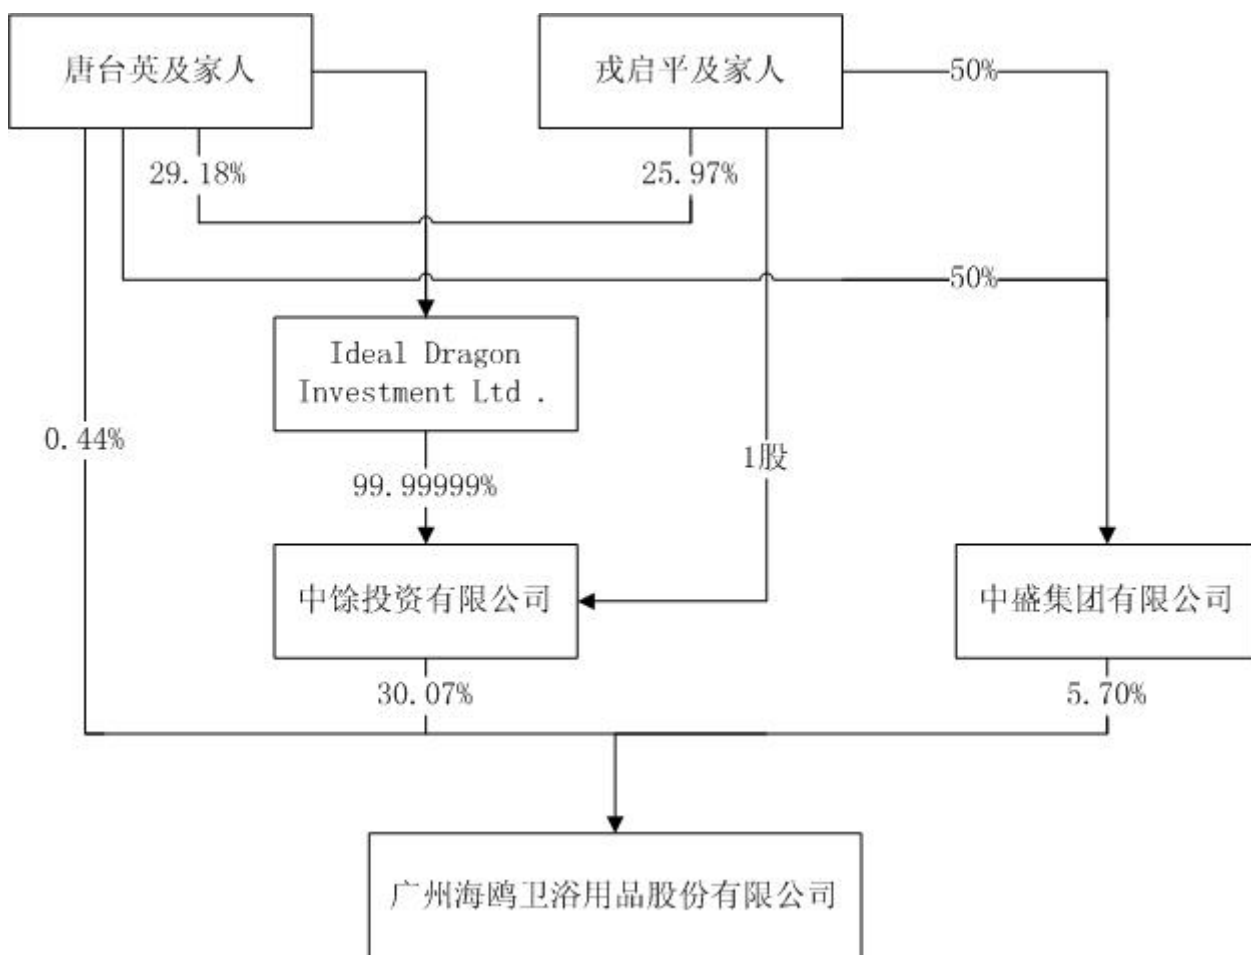 唐台英及家人
戎启平及家人
50%
29.18%
25.97%
50%
Ideal Dragon
Investment Ltd .
0.44%
1股
99.99999%
中馀投资有限公司
中盛集团有限公司
30.07%
5.70%
广州海鸥卫浴用品股份有限公司